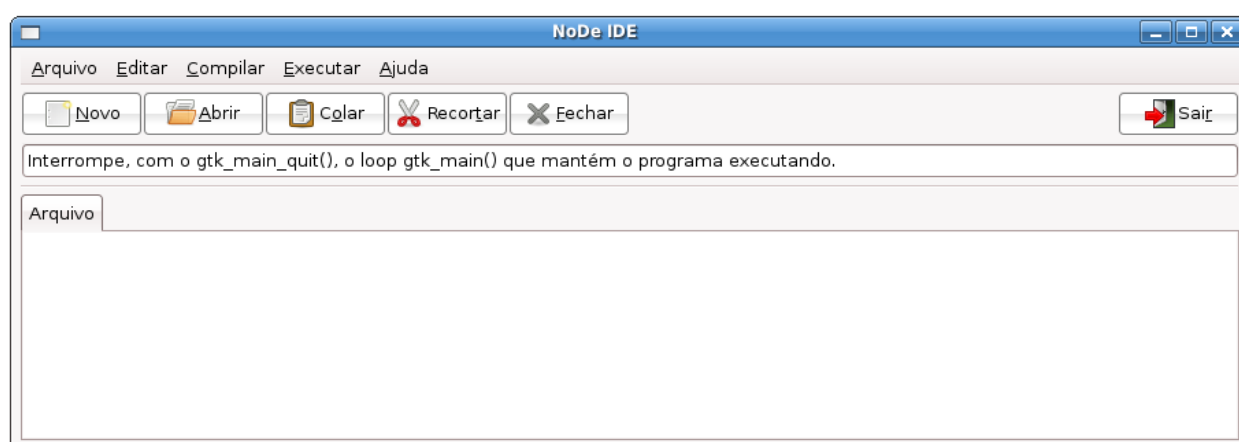 NoDe IDE
Arquivo Editar Compilar Executar Ajuda
Novo Abrir Colar Recortar Fechar Sair
Interrompe, com o gtk_main_quit(), o loop gtk_main() que mantém o programa executando.
Arquivo